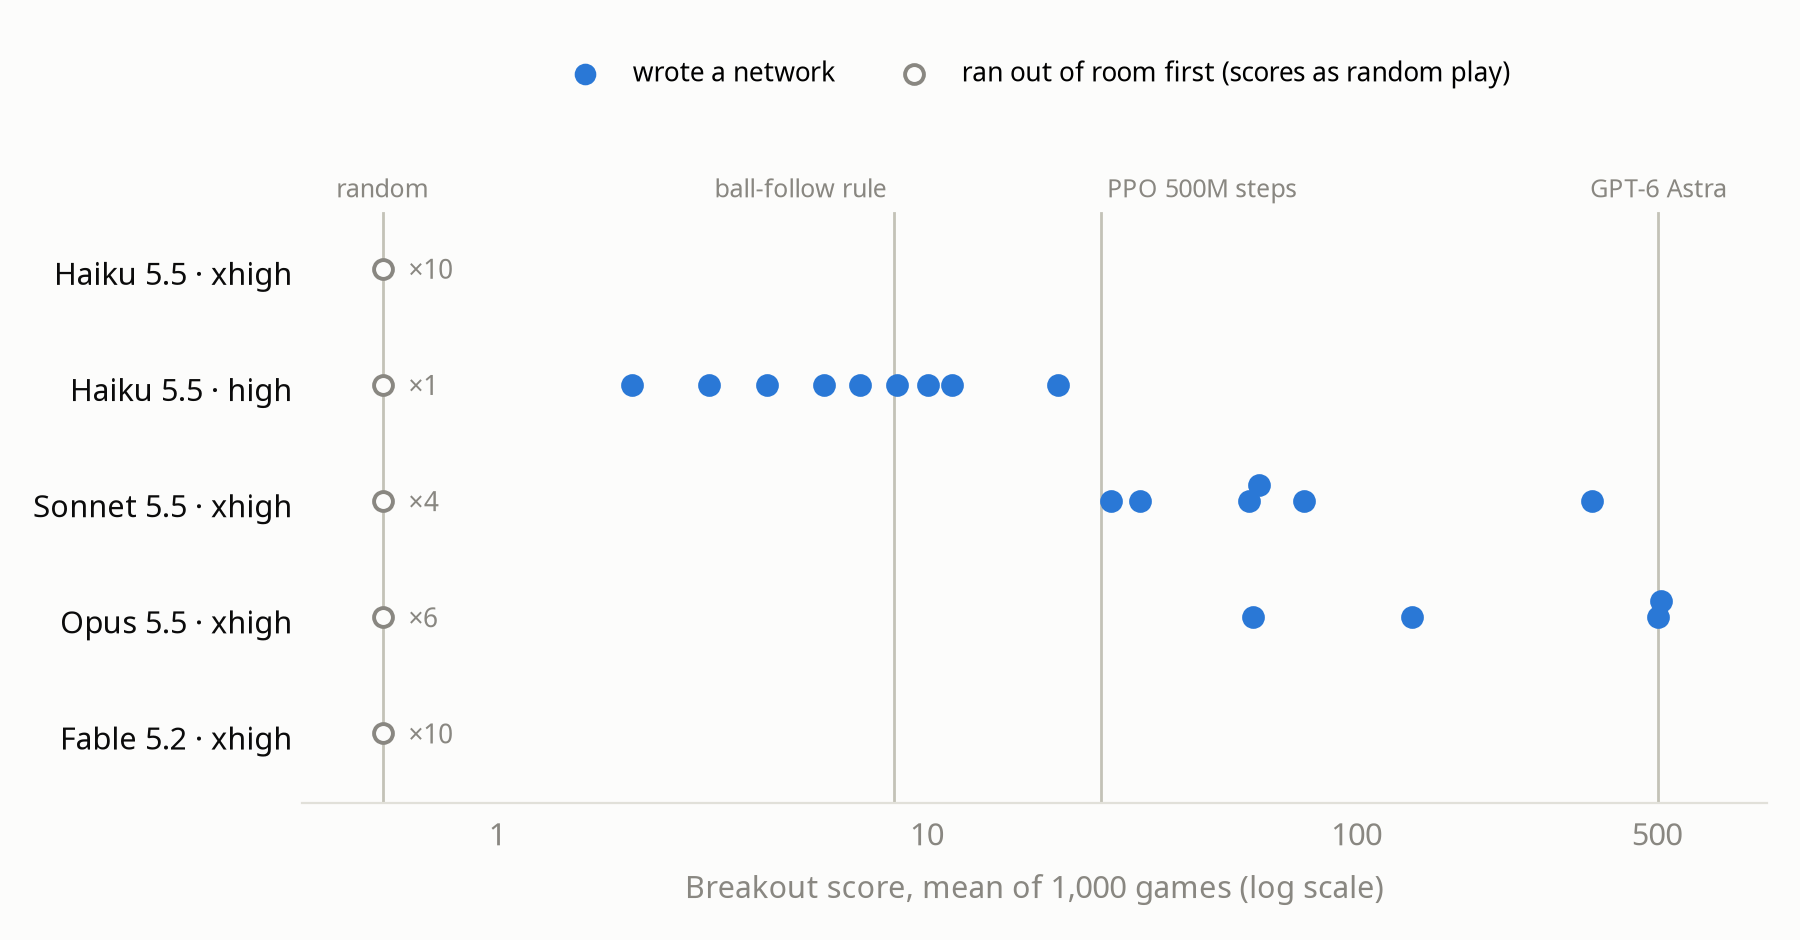 wrote a network
ran out of room first (scores as random play)
random
ball-follow rule
PPO 500M steps
GPT-6 Astra
Haiku 5.5 · xhigh
×10
Haiku 5.5 · high
×1
Sonnet 5.5 · xhigh
×4
Opus 5.5 · xhigh
×6
Fable 5.2 · xhigh
×10
1
10
100
500
Breakout score, mean of 1,000 games (log scale)